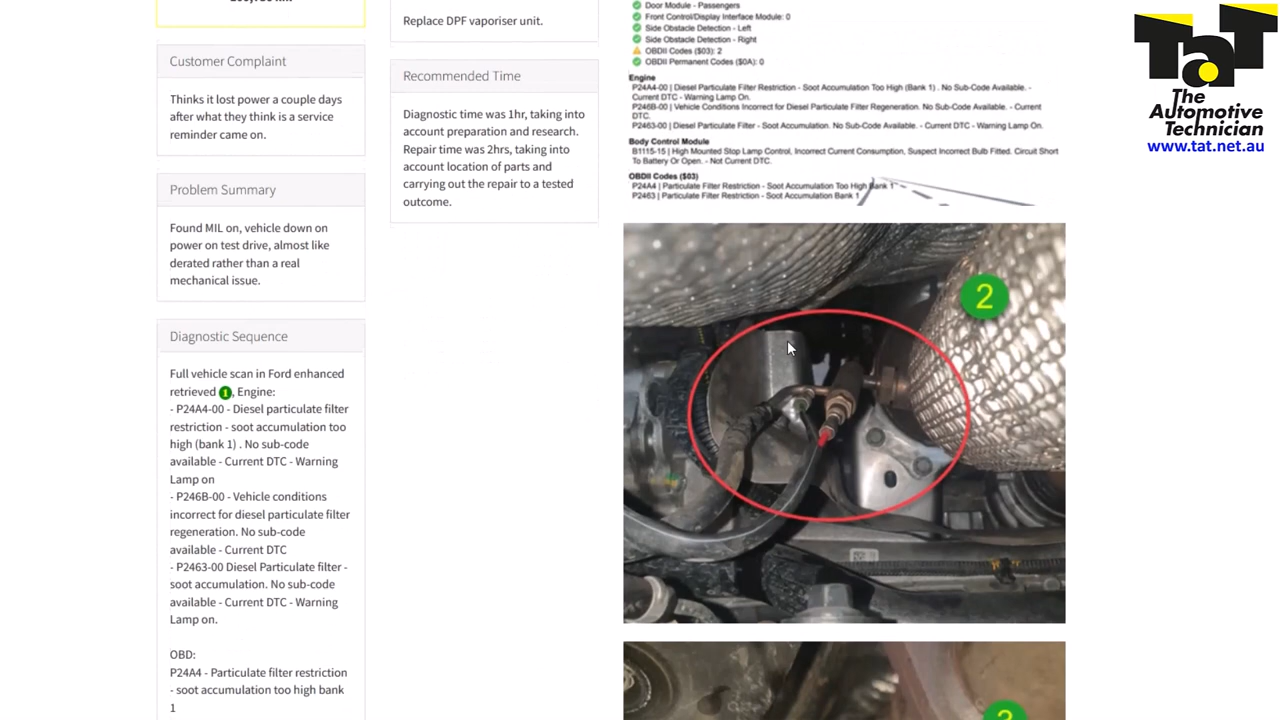 Customer Complaint
Thinks it lost power a couple days
after what they think is a service
reminder came on.
Problem Summary
Found MIL on, vehicle down on
power on test drive, almost like
derated rather than a real
mechanical issue.
Diagnostic Sequence
Full vehicle scan in Ford enhanced
retrieved 1, Engine:
- P24A4-00 - Diesel particulate filter
restriction - soot accumulation too
high (bank 1) . No sub-code
available - Current DTC - Warning
Lamp on
- P246B-00 - Vehicle conditions
incorrect for diesel particulate filter
regeneration. No sub-code
available - Current DTC
- P2463-00 Diesel Particulate filter -
soot accumulation. No sub-code
available - Current DTC - Warning
Lamp on.
OBD:
P24A4 - Particulate filter restriction
- soot accumulation too high bank
1
Replace DPF vaporiser unit.
Recommended Time
Diagnostic time was 1hr, taking into
account preparation and research.
Repair time was 2hrs, taking into
account location of parts and
carrying out the repair to a tested
outcome.
Door Module - Passengers
Front Control/Display Interface Module: 0
Side Obstacle Detection - Left
Side Obstacle Detection - Right
OBDII Codes ($03): 2
OBDII Permanent Codes ($0A): 0
Engine
P24A4-00 | Diesel Particulate Filter Restriction - Soot Accumulation Too High (Bank 1) . No Sub-Code Available. -
Current DTC - Warning Lamp On.
P246B-00 | Vehicle Conditions Incorrect for Diesel Particulate Filter Regeneration. No Sub-Code Available. - Current
DTC.
P2463-00 | Diesel Particulate Filter - Soot Accumulation. No Sub-Code Available. - Current DTC - Warning Lamp On.
Body Control Module
B1115-15 | High Mounted Stop Lamp Control, Incorrect Current Consumption, Suspect Incorrect Bulb Fitted. Circuit Short
To Battery Or Open. - Not Current DTC.
OBDII Codes ($03)
P24A4 | Particulate Filter Restriction - Soot Accumulation Too High Bank 1
P2463 | Particulate Filter Restriction - Soot Accumulation Bank 1
2
TaT
The
Automotive
Technician
www.tat.net.au